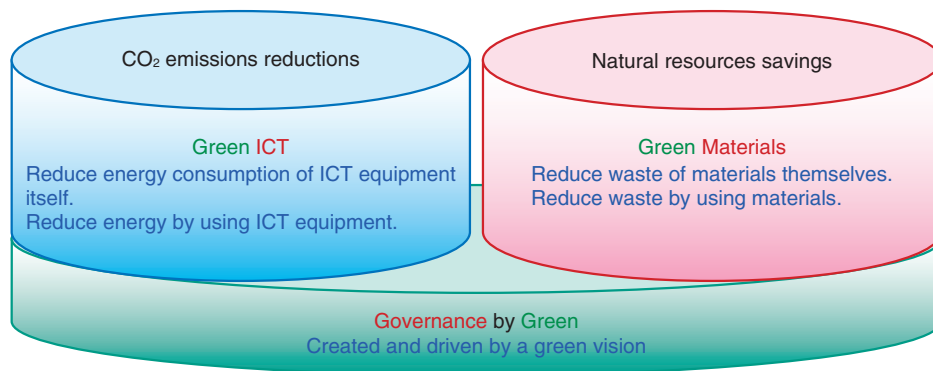 CO₂ emissions reductions
Green ICT
Reduce energy consumption of ICT equipment
itself.
Reduce energy by using ICT equipment.
Natural resources savings
Green Materials
Reduce waste of materials themselves.
Reduce waste by using materials.
Governance by Green
Created and driven by a green vision